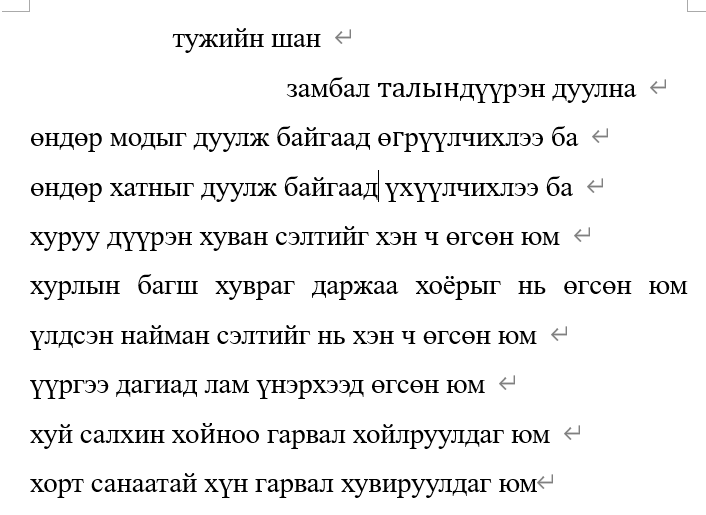 тужийн шан
замбал талындүүрэн дуулна
өндөр модыг дуулж байгаад өгрүүлчихлээ ба
өндөр хатныг дуулж байгаад үхүүлчихлээ ба
хуруу дүүрэн хуван сэлтийг хэн ч өгсөн юм
хурлын багш хувраг даржаа хоёрыг нь өгсөн юм
үлдсэн найман сэлтийг нь хэн ч өгсөн юм
үүргээ дагиад лам үнэрхээд өгсөн юм
хуй салхин хойноо гарвал хойлруулдаг юм
хорт санаатай хүн гарвал хувируулдаг юм